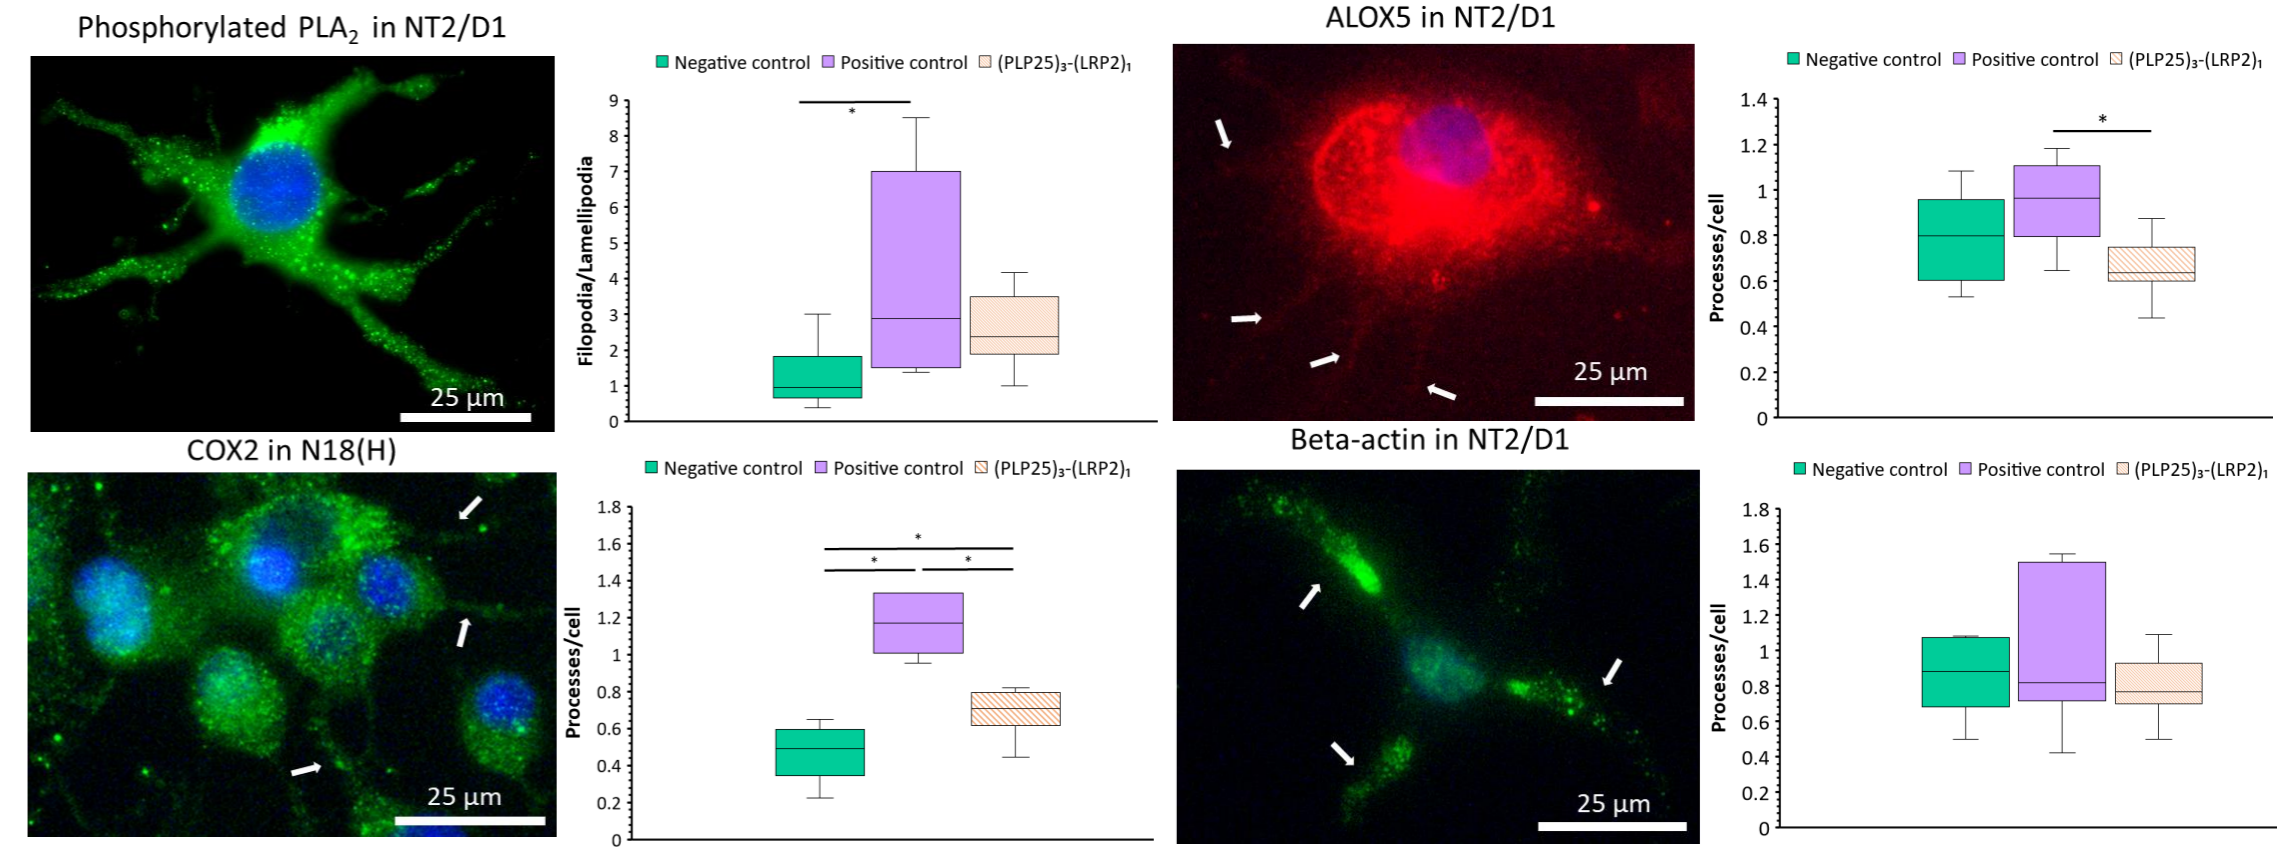 Phosphorylated PLA₂ in NT2/D1
Negative control Positive control (PLP25)₃-(LRP2)₁
Filopodia/Lamellipodia
9
8
7
6
5
4
3
2
1
0
*
25 µm
ALOX5 in NT2/D1
Negative control Positive control (PLP25)₃-(LRP2)₁
Processes/cell
1.4
1.2
1
0.8
0.6
0.4
0.2
0
*
25 µm
COX2 in N18(H)
Negative control Positive control (PLP25)₃-(LRP2)₁
Processes/cell
1.8
1.6
1.4
1.2
1
0.8
0.6
0.4
0.2
0
*
* *
25 µm
Beta-actin in NT2/D1
Negative control Positive control (PLP25)₃-(LRP2)₁
Processes/cell
1.8
1.6
1.4
1.2
1
0.8
0.6
0.4
0.2
0
25 µm